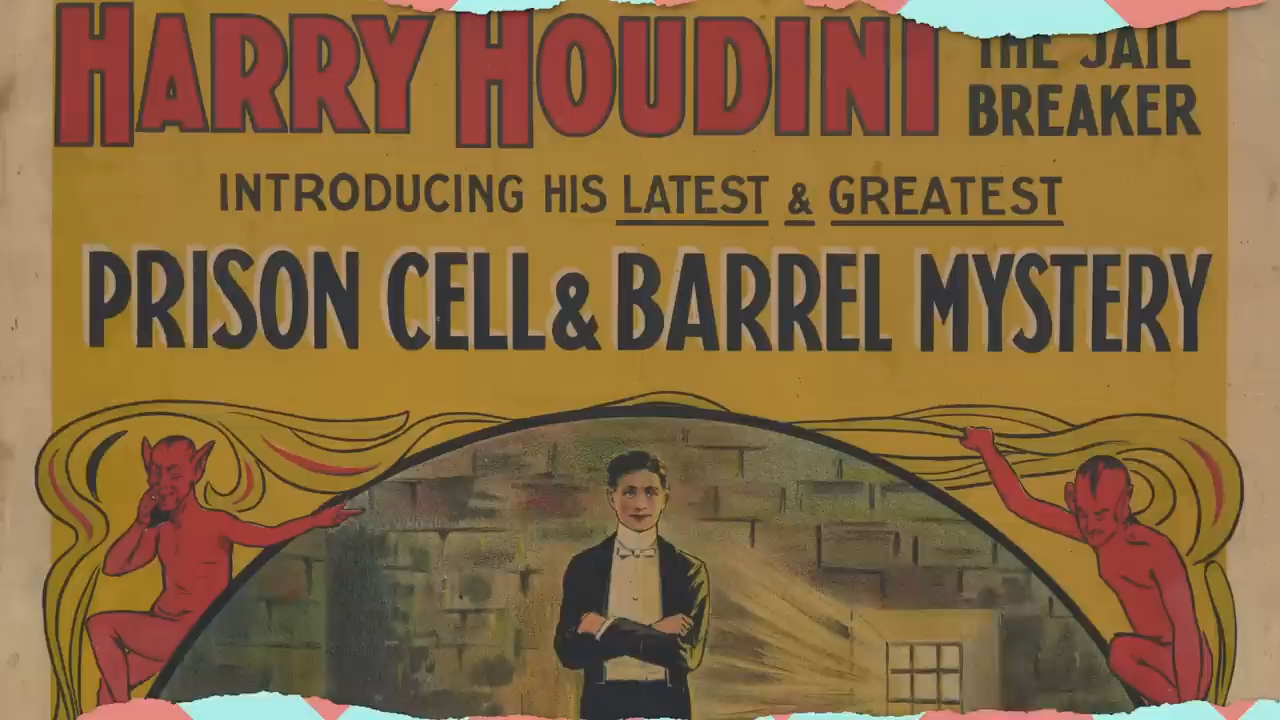 HARRY HOUDINI THE JAIL
BREAKER
INTRODUCING HIS LATEST & GREATEST
PRISON CELL & BARREL MYSTERY